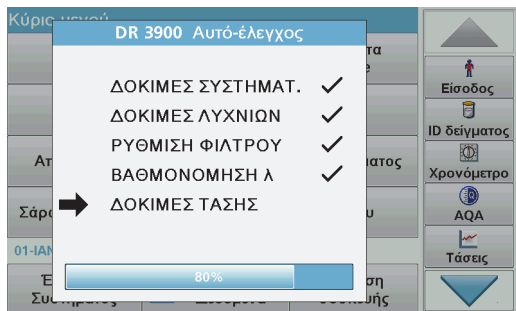 Κύριο μενού
DR 3900 Αυτό-έλεγχος
ΔΟΚΙΜΕΣ ΣΥΣΤΗΜΑΤ.
ΔΟΚΙΜΕΣ ΛΥΧΝΙΩΝ
ΡΥΘΜΙΣΗ ΦΙΛΤΡΟΥ
ΒΑΘΜΟΝΟΜΗΣΗ λ
ΔΟΚΙΜΕΣ ΤΑΣΗΣ
80%
01-ΙΑΝ
Είσοδος
ID δείγματος
Χρονόμετρο
AQA
Τάσεις